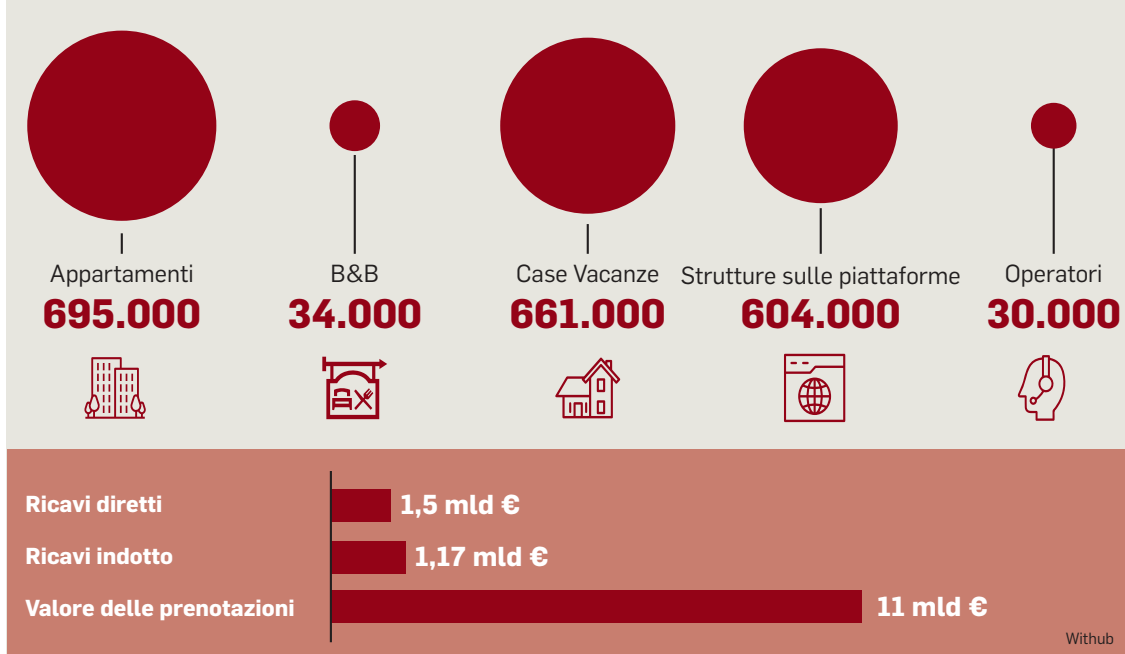 Appartamenti
695.000
B&B
34.000
Case Vacanze
661.000
Strutture sulle piattaforme
604.000
Operatori
30.000
Ricavi diretti
1,5 mld €
Ricavi indotto
1,17 mld €
Valore delle prenotazioni
11 mld €
Withub